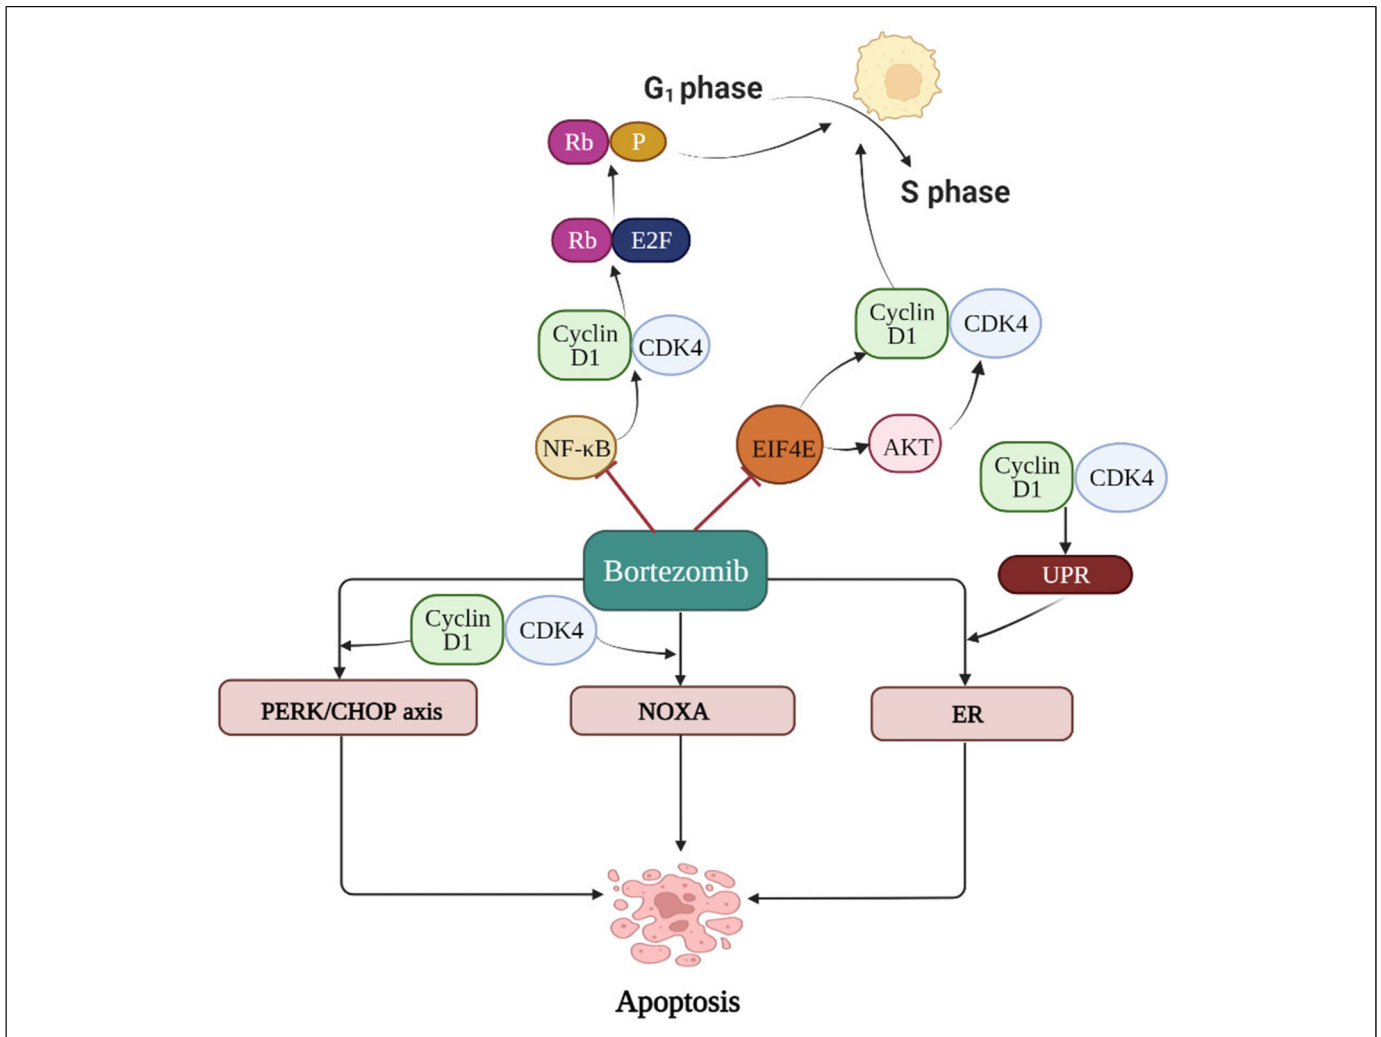 G₁ phase
Rb
P
S phase
Rb
E2F
Cyclin
D1
CDK4
Cyclin
D1
CDK4
NF-κB
EIF4E
AKT
Cyclin
D1
CDK4
Bortezomib
UPR
Cyclin
D1
CDK4
PERK/CHOP axis
NOXA
ER
Apoptosis